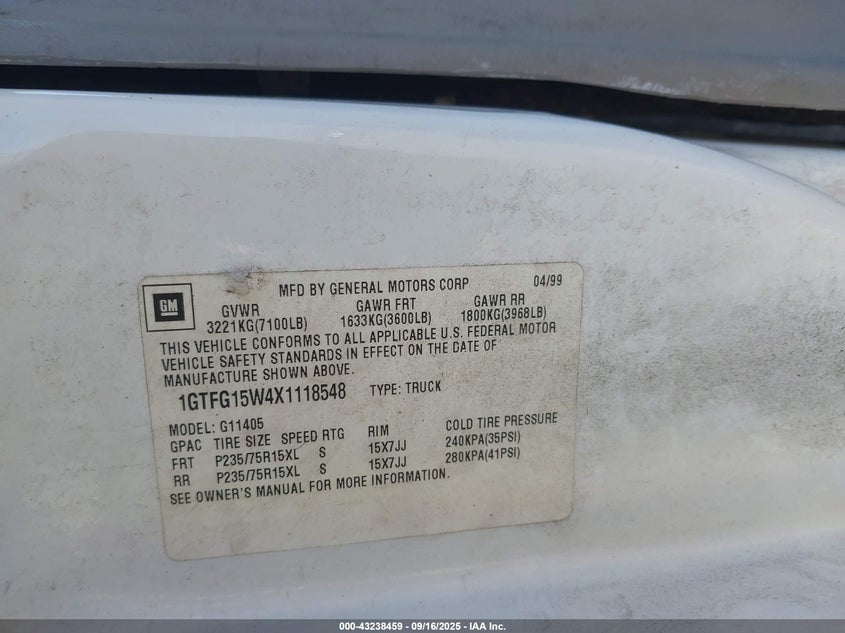 GM
MFD BY GENERAL MOTORS CORP 04/99
GVWR GAWR FRT GAWR RR
3221KG(7100LB) 1633KG(3600LB) 1800KG(3968LB)
THIS VEHICLE CONFORMS TO ALL APPLICABLE U.S. FEDERAL MOTOR
VEHICLE SAFETY STANDARDS IN EFFECT ON THE DATE OF
MANUFACTURE SHOWN ABOVE.
1GTFG15W4X1118548 TYPE: TRUCK
MODEL: G11405
GPAC TIRE SIZE SPEED RTG RIM COLD TIRE PRESSURE
FRT P235/75R15XL S 15X7JJ 240KPA(35PSI)
RR P235/75R15XL S 15X7JJ 280KPA(41PSI)
SEE OWNER'S MANUAL FOR MORE INFORMATION.
000-43238459 - 09/16/2025 - IAA Inc.